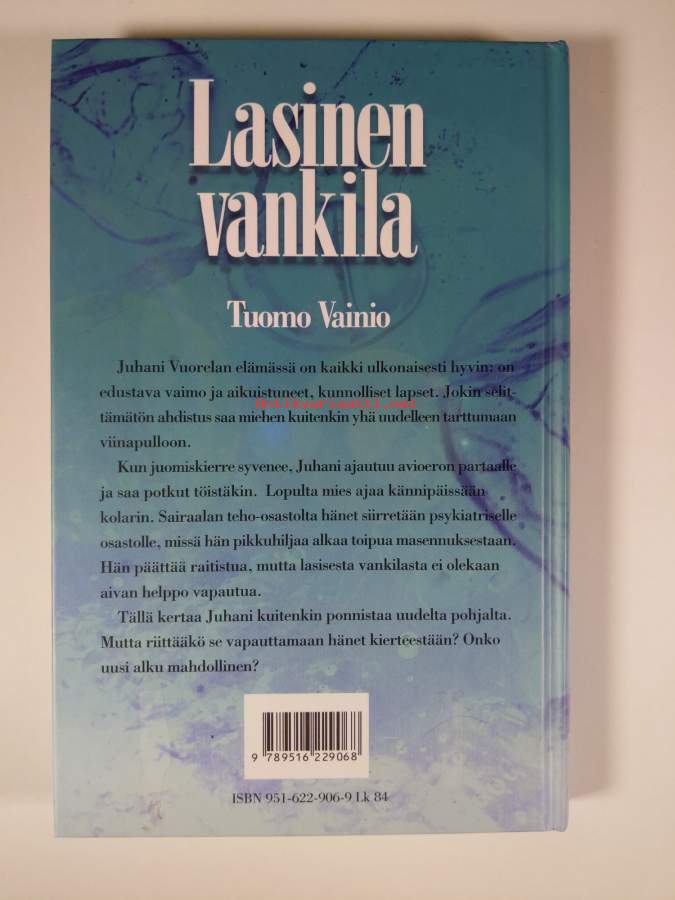 Lasinen
vankila
Tuomo Vainio
Juhani Vuorelan elämässä on kaikki ulkonaisesti hyvin: on
edustava vaimo ja aikuistuneet, kunnolliset lapset. Jokin selit-
tämätön ahdistus saa miehen kuitenkin yhä uudelleen tarttumaan
viinapulloon.
Kun juomiskierre syvenee, Juhani ajautuu avioeron partaalle
ja saa potkut töistäkin. Lopulta mies ajaa kännipäissään
kolarin. Sairaalan teho-osastolta hänet siirretään psykiatriselle
osastolle, missä hän pikkuhiljaa alkaa toipua masennuksestaan.
Hän päättää raitistua, mutta lasisesta vankilasta ei olekaan
aivan helppo vapautua.
Tällä kertaa Juhani kuitenkin ponnistaa uudelta pohjalta.
Mutta riittääkö se vapauttamaan hänet kierteestään? Onko
uusi alku mahdollinen?
9 789516 229068
ISBN 951-622-906-9 Lk 84